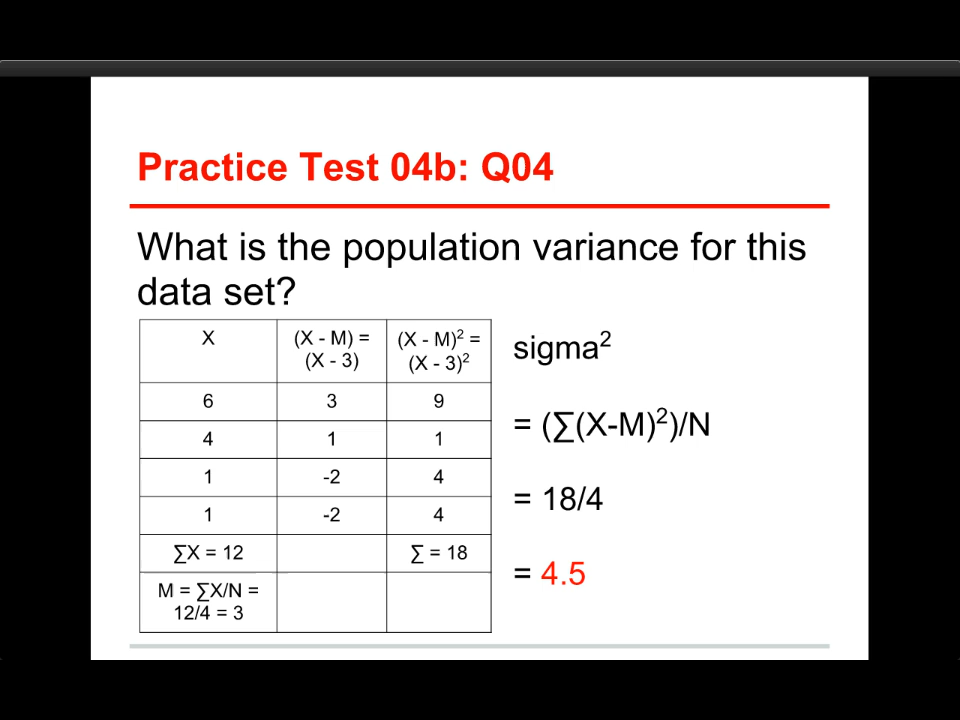 Practice Test 04b: Q04
What is the population variance for this
data set?
X
(X - M) =
(X - 3)
(X - M)² =
(X - 3)²
6 3 9
4 1 1
1 -2 4
1 -2 4
∑X = 12 ∑ = 18
M = ∑X/N =
12/4 = 3
sigma²
= (∑(X-M)²)/N
= 18/4
= 4.5